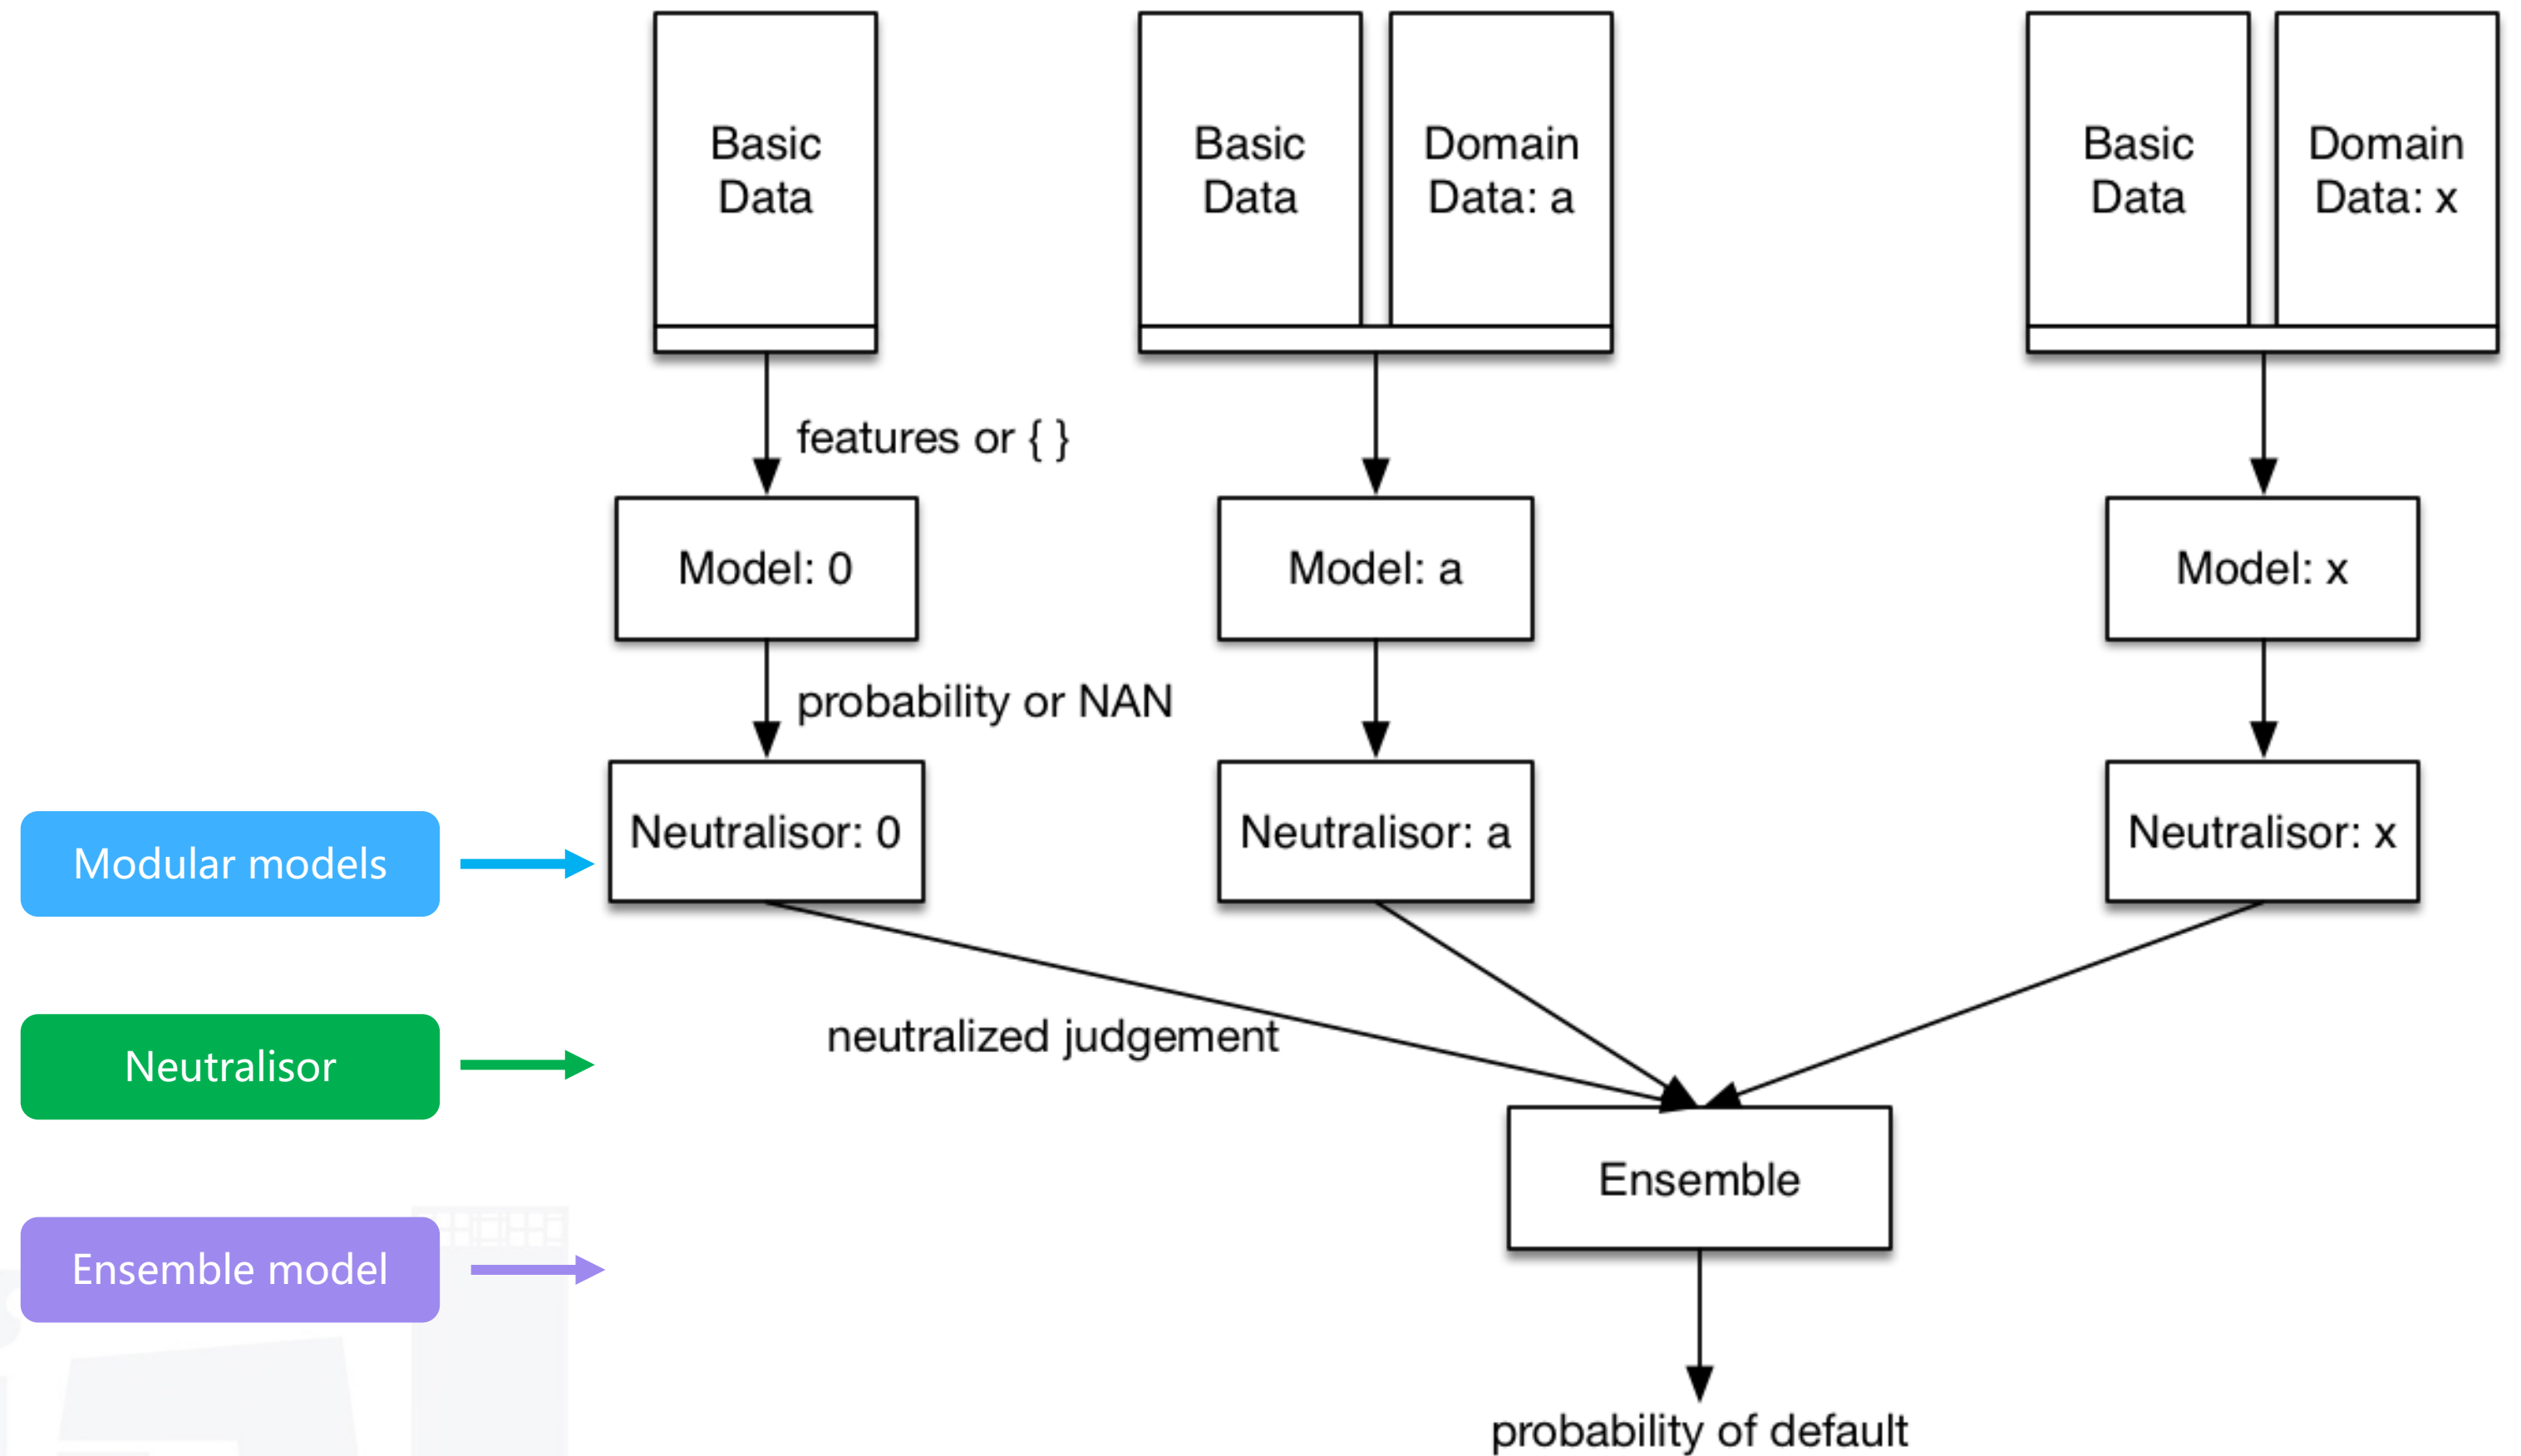 Basic
Data
Basic
Data
Domain
Data: a
Basic
Data
Domain
Data: x
features or { }
Model: 0
Model: a
Model: x
probability or NAN
Neutralisor: 0
Neutralisor: a
Neutralisor: x
Modular models
neutralized judgement
Neutralisor
Ensemble
Ensemble model
probability of default